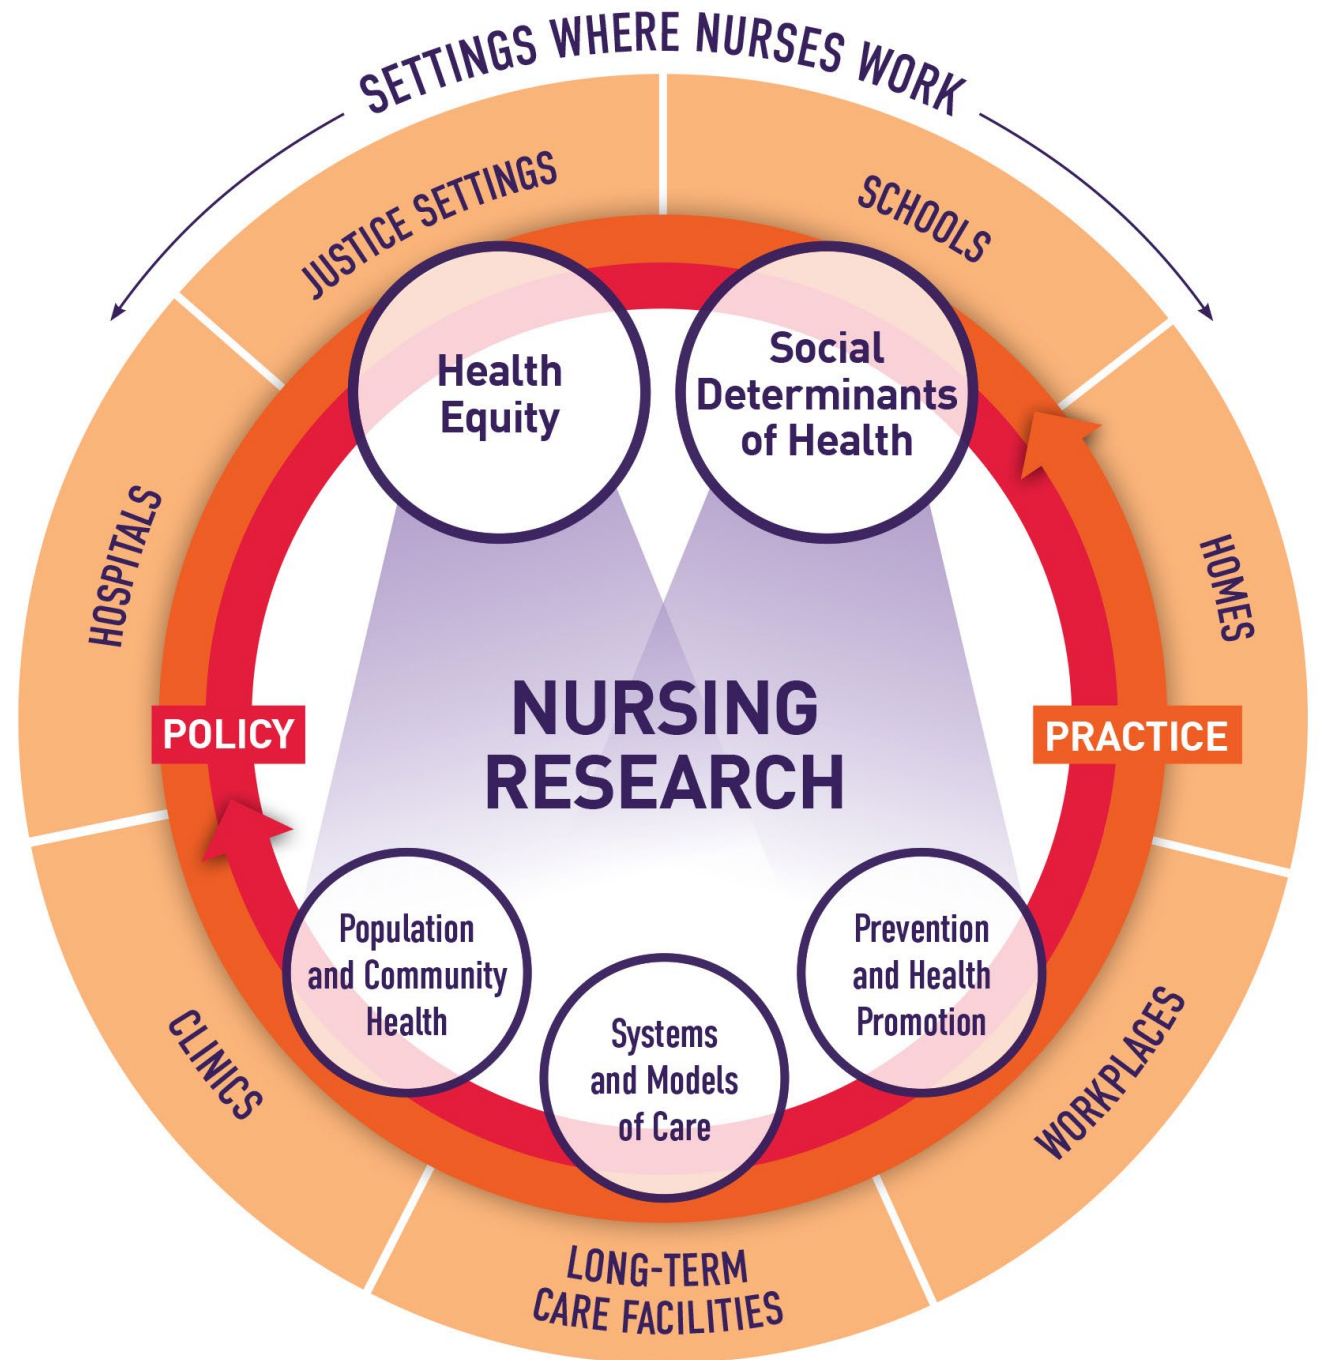 SETTINGS WHERE NURSES WORK
JUSTICE SETTINGS
SCHOOLS
HOSPITALS
HOMES
CLINICS
WORKPLACES
LONG-TERM
CARE FACILITIES
Health
Equity
Social
Determinants
of Health
NURSING
RESEARCH
POLICY
PRACTICE
Population
and Community
Health
Systems
and Models
of Care
Prevention
and Health
Promotion